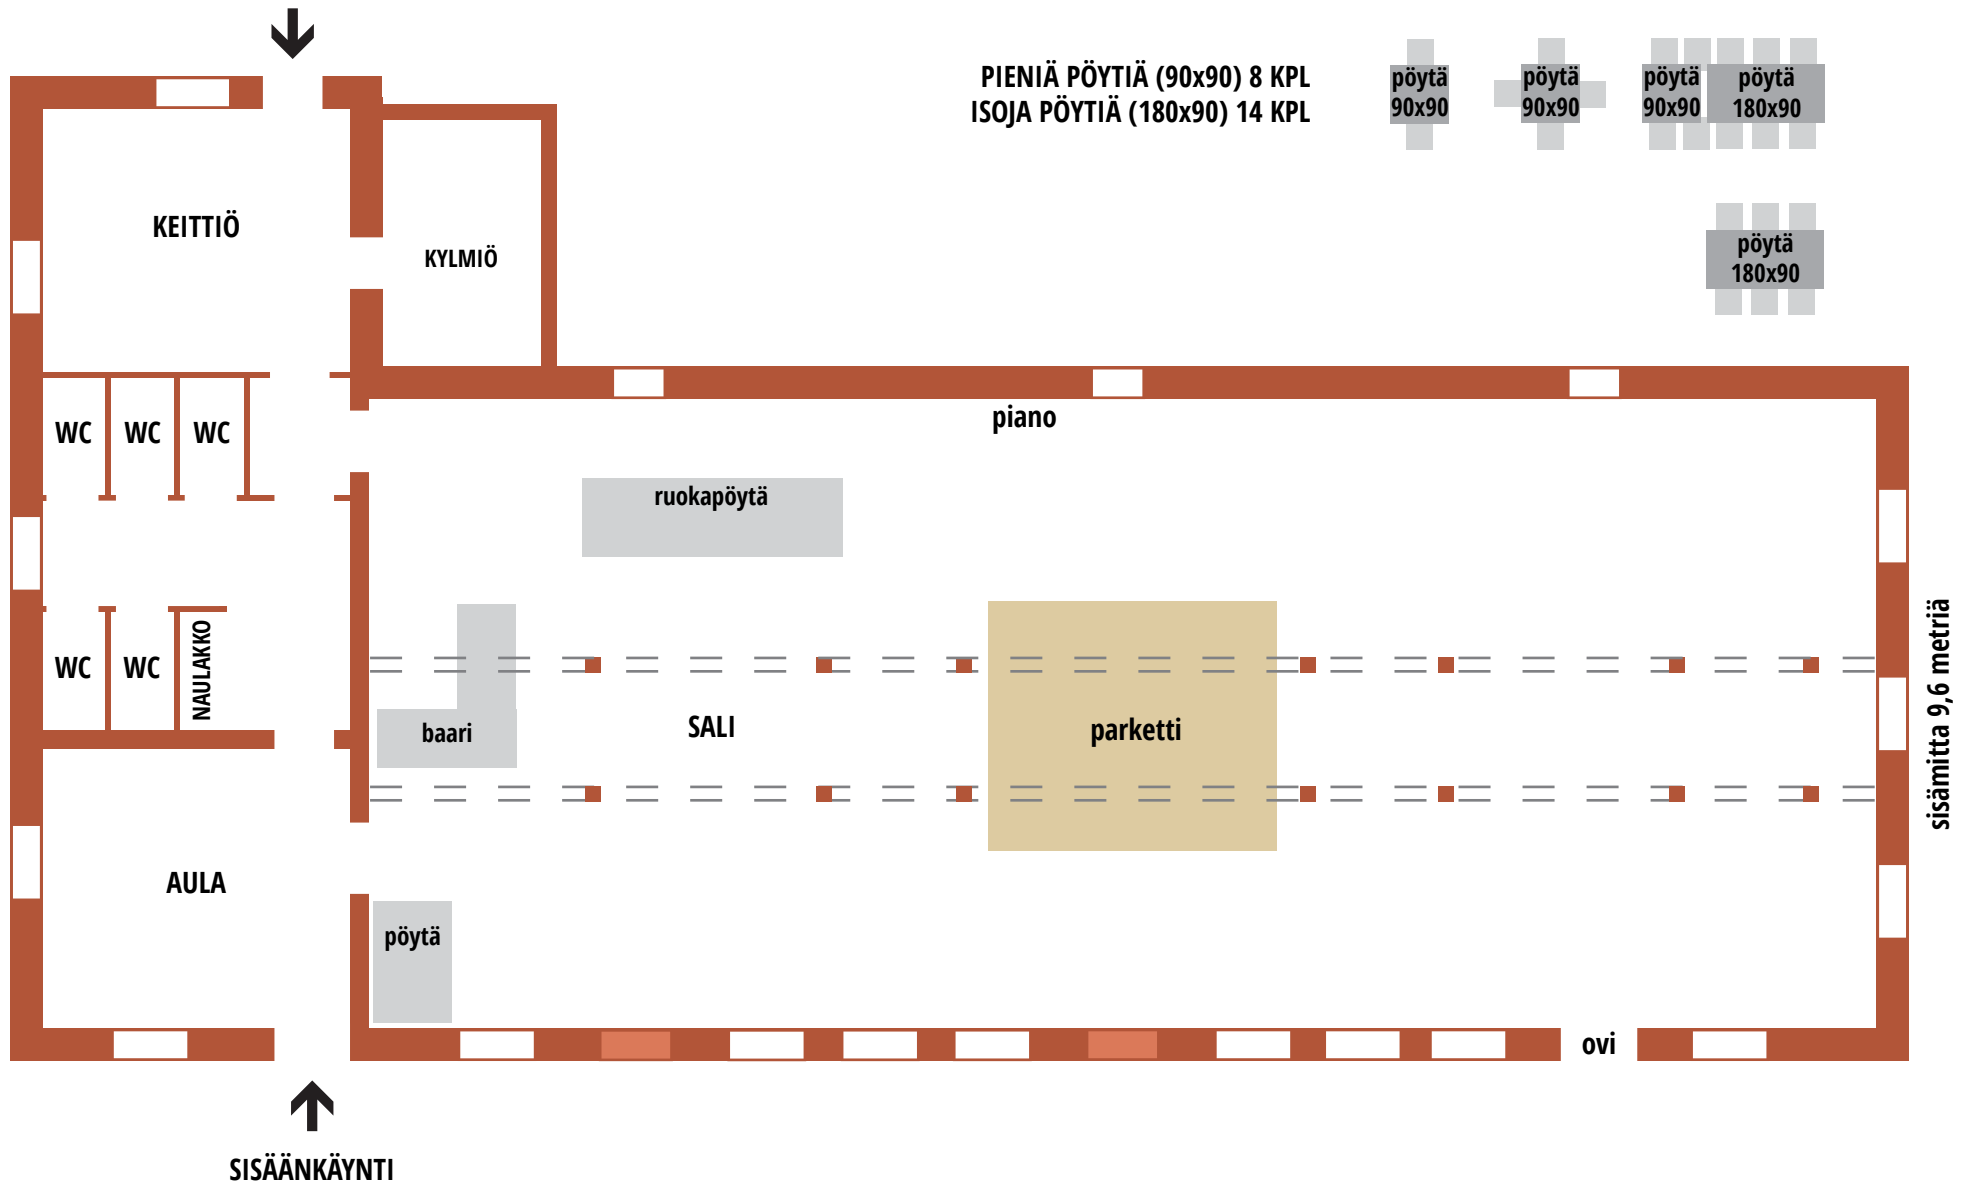 PIENIÄ PÖYTIÄ (90x90) 8 KPL
ISOJA PÖYTIÄ (180x90) 14 KPL
pöytä
90x90
pöytä
90x90
pöytä
90x90
pöytä
180x90
pöytä
180x90
KEITTIÖ
KYLMIÖ
WC
WC
WC
piano
ruokapöytä
WC
WC
NAULAKKO
baari
SALI
parketti
sisämitta 9,6 metriä
AULA
pöytä
ovi
SISÄÄNKÄYNTI